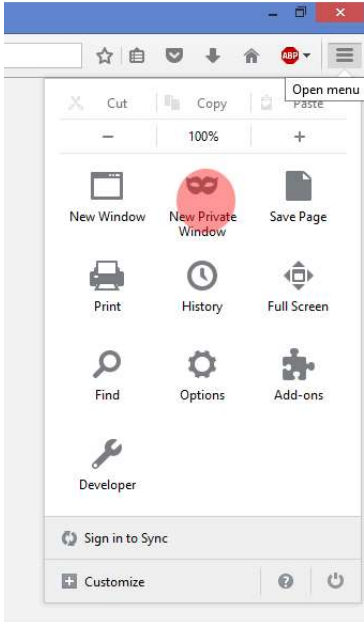 ABP
Open menu
Cut Copy Paste
− 100% +
New Window New Private Window Save Page
Print History Full Screen
Find Options Add-ons
Developer
Sign in to Sync
Customize ?